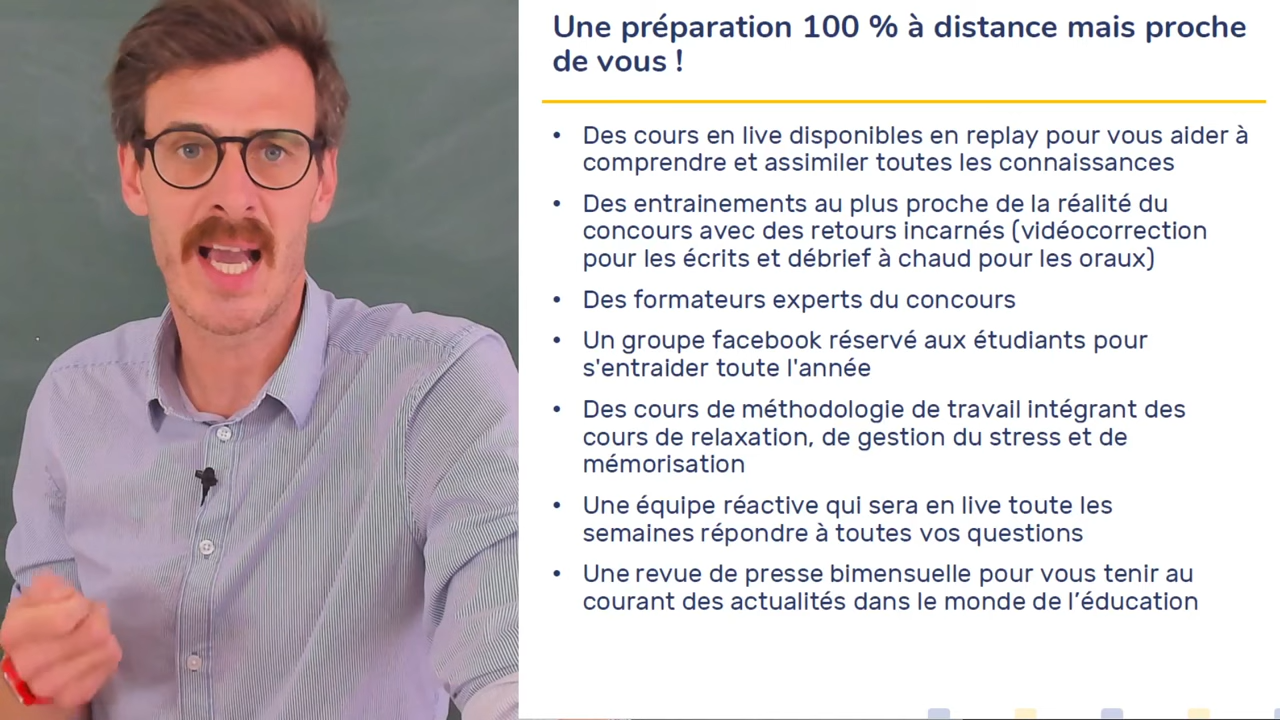 Une préparation 100 % à distance mais proche
de vous !
• Des cours en live disponibles en replay pour vous aider à
comprendre et assimiler toutes les connaissances
• Des entrainements au plus proche de la réalité du
concours avec des retours incarnés (vidéocorrection
pour les écrits et débrief à chaud pour les oraux)
• Des formateurs experts du concours
• Un groupe facebook réservé aux étudiants pour
s'entraider toute l'année
• Des cours de méthodologie de travail intégrant des
cours de relaxation, de gestion du stress et de
mémorisation
• Une équipe réactive qui sera en live toute les
semaines répondre à toutes vos questions
• Une revue de presse bimensuelle pour vous tenir au
courant des actualités dans le monde de l’éducation